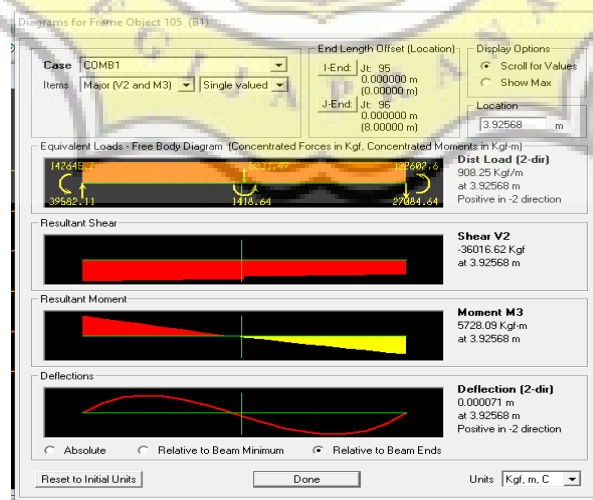 Diagrams for Frame Object 105 (B1)
Case COMB1
Items Major (V2 and M3) Single valued
End Length Offset (Location)
I-End: Jt: 95
0.000000 m
(0.00000 m)
J-End: Jt: 96
0.000000 m
(8.00000 m)
Display Options
Scroll for Values
Show Max
Location
3.92568 m
Equivalent Loads - Free Body Diagram (Concentrated Forces in Kgf, Concentrated Moments in Kgf-m)
122602.6
39582.11 1418.64 27084.64
Dist Load (2-dir)
908.25 Kgf/m
at 3.92568 m
Positive in -2 direction
Resultant Shear
Shear V2
-36016.62 Kgf
at 3.92568 m
Resultant Moment
Moment M3
5728.09 Kgf-m
at 3.92568 m
Deflections
Deflection (2-dir)
0.000071 m
at 3.92568 m
Positive in -2 direction
Absolute Relative to Beam Minimum Relative to Beam Ends
Reset to Initial Units Done Units Kgf, m, C